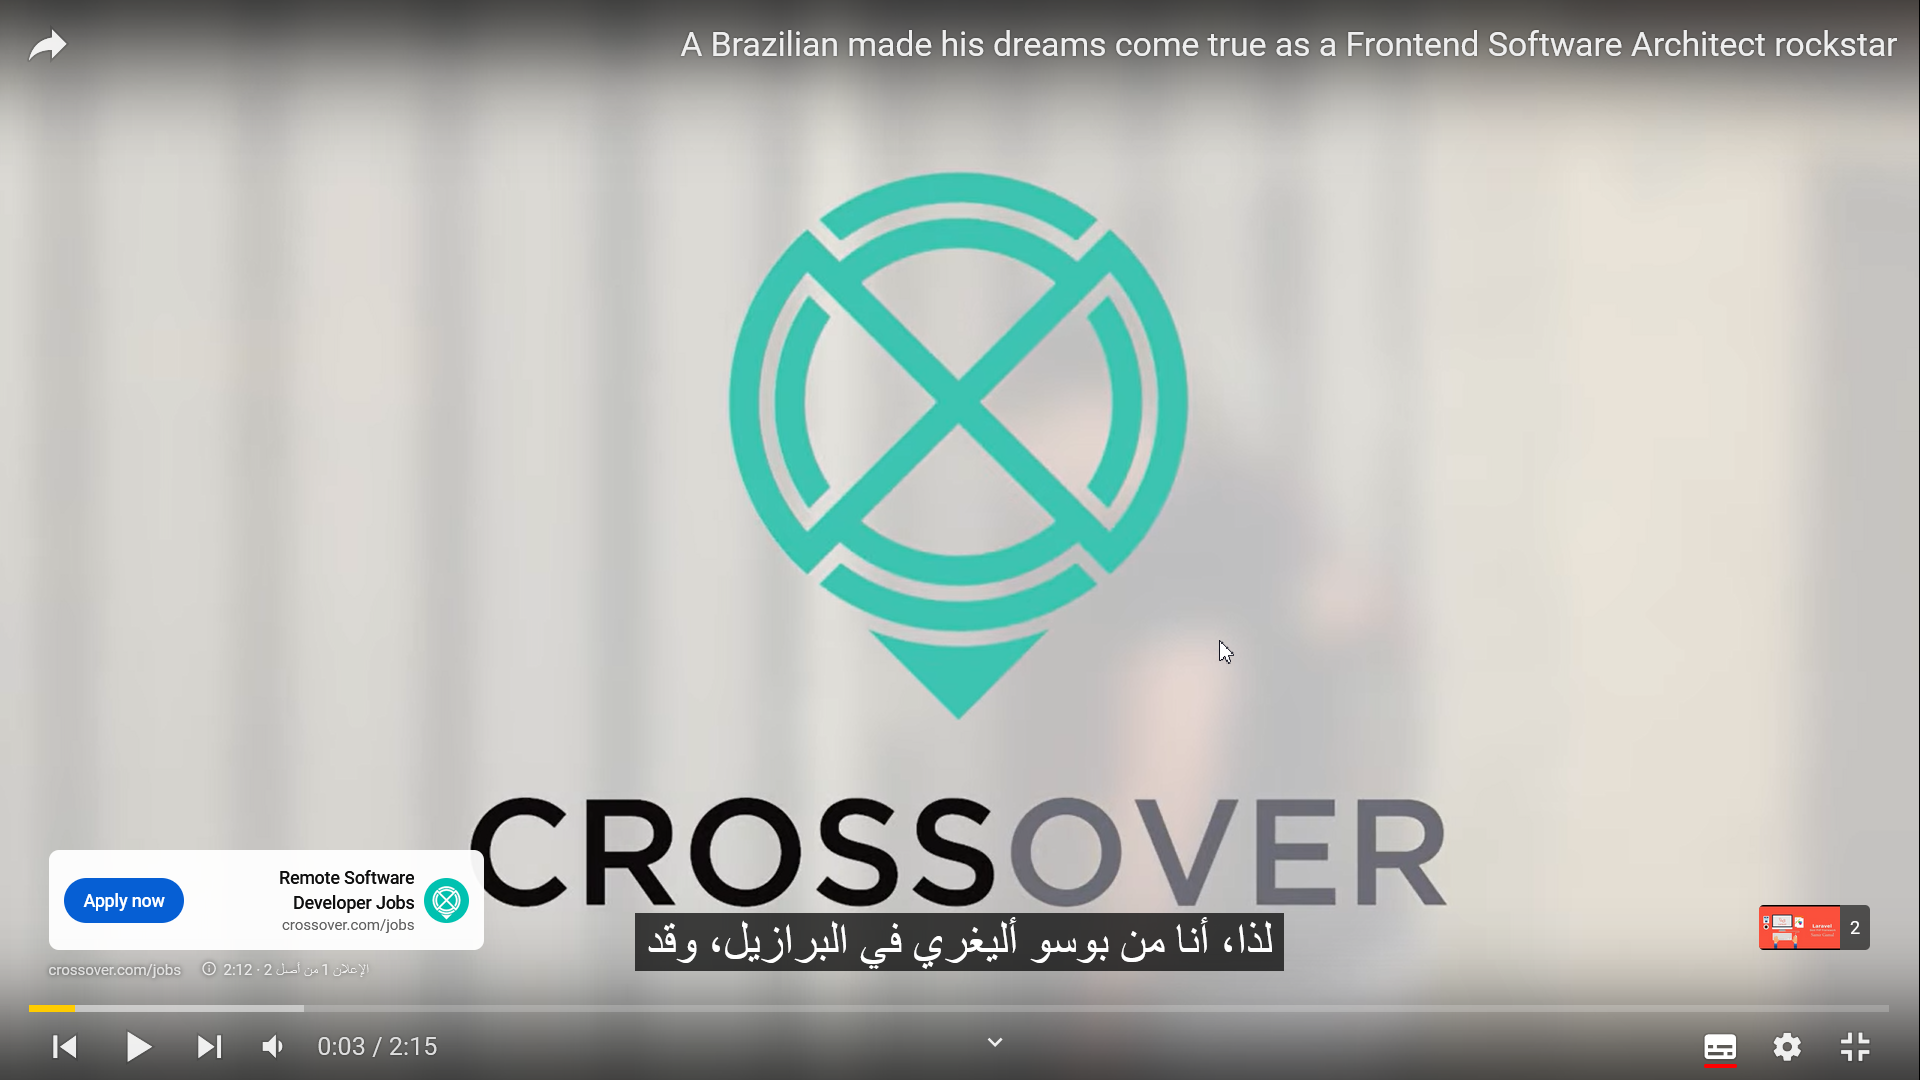 A Brazilian made his dreams come true as a Frontend Software Architect rockstar
CROSSOVER
Apply now
Remote Software
Developer Jobs
crossover.com/jobs
لذا، أنا من بوسو أليغري في البرازيل، وقد
2
crossover.com/jobs
الإعلان 1 من أصل 2 · 2:12
0:03 / 2:15